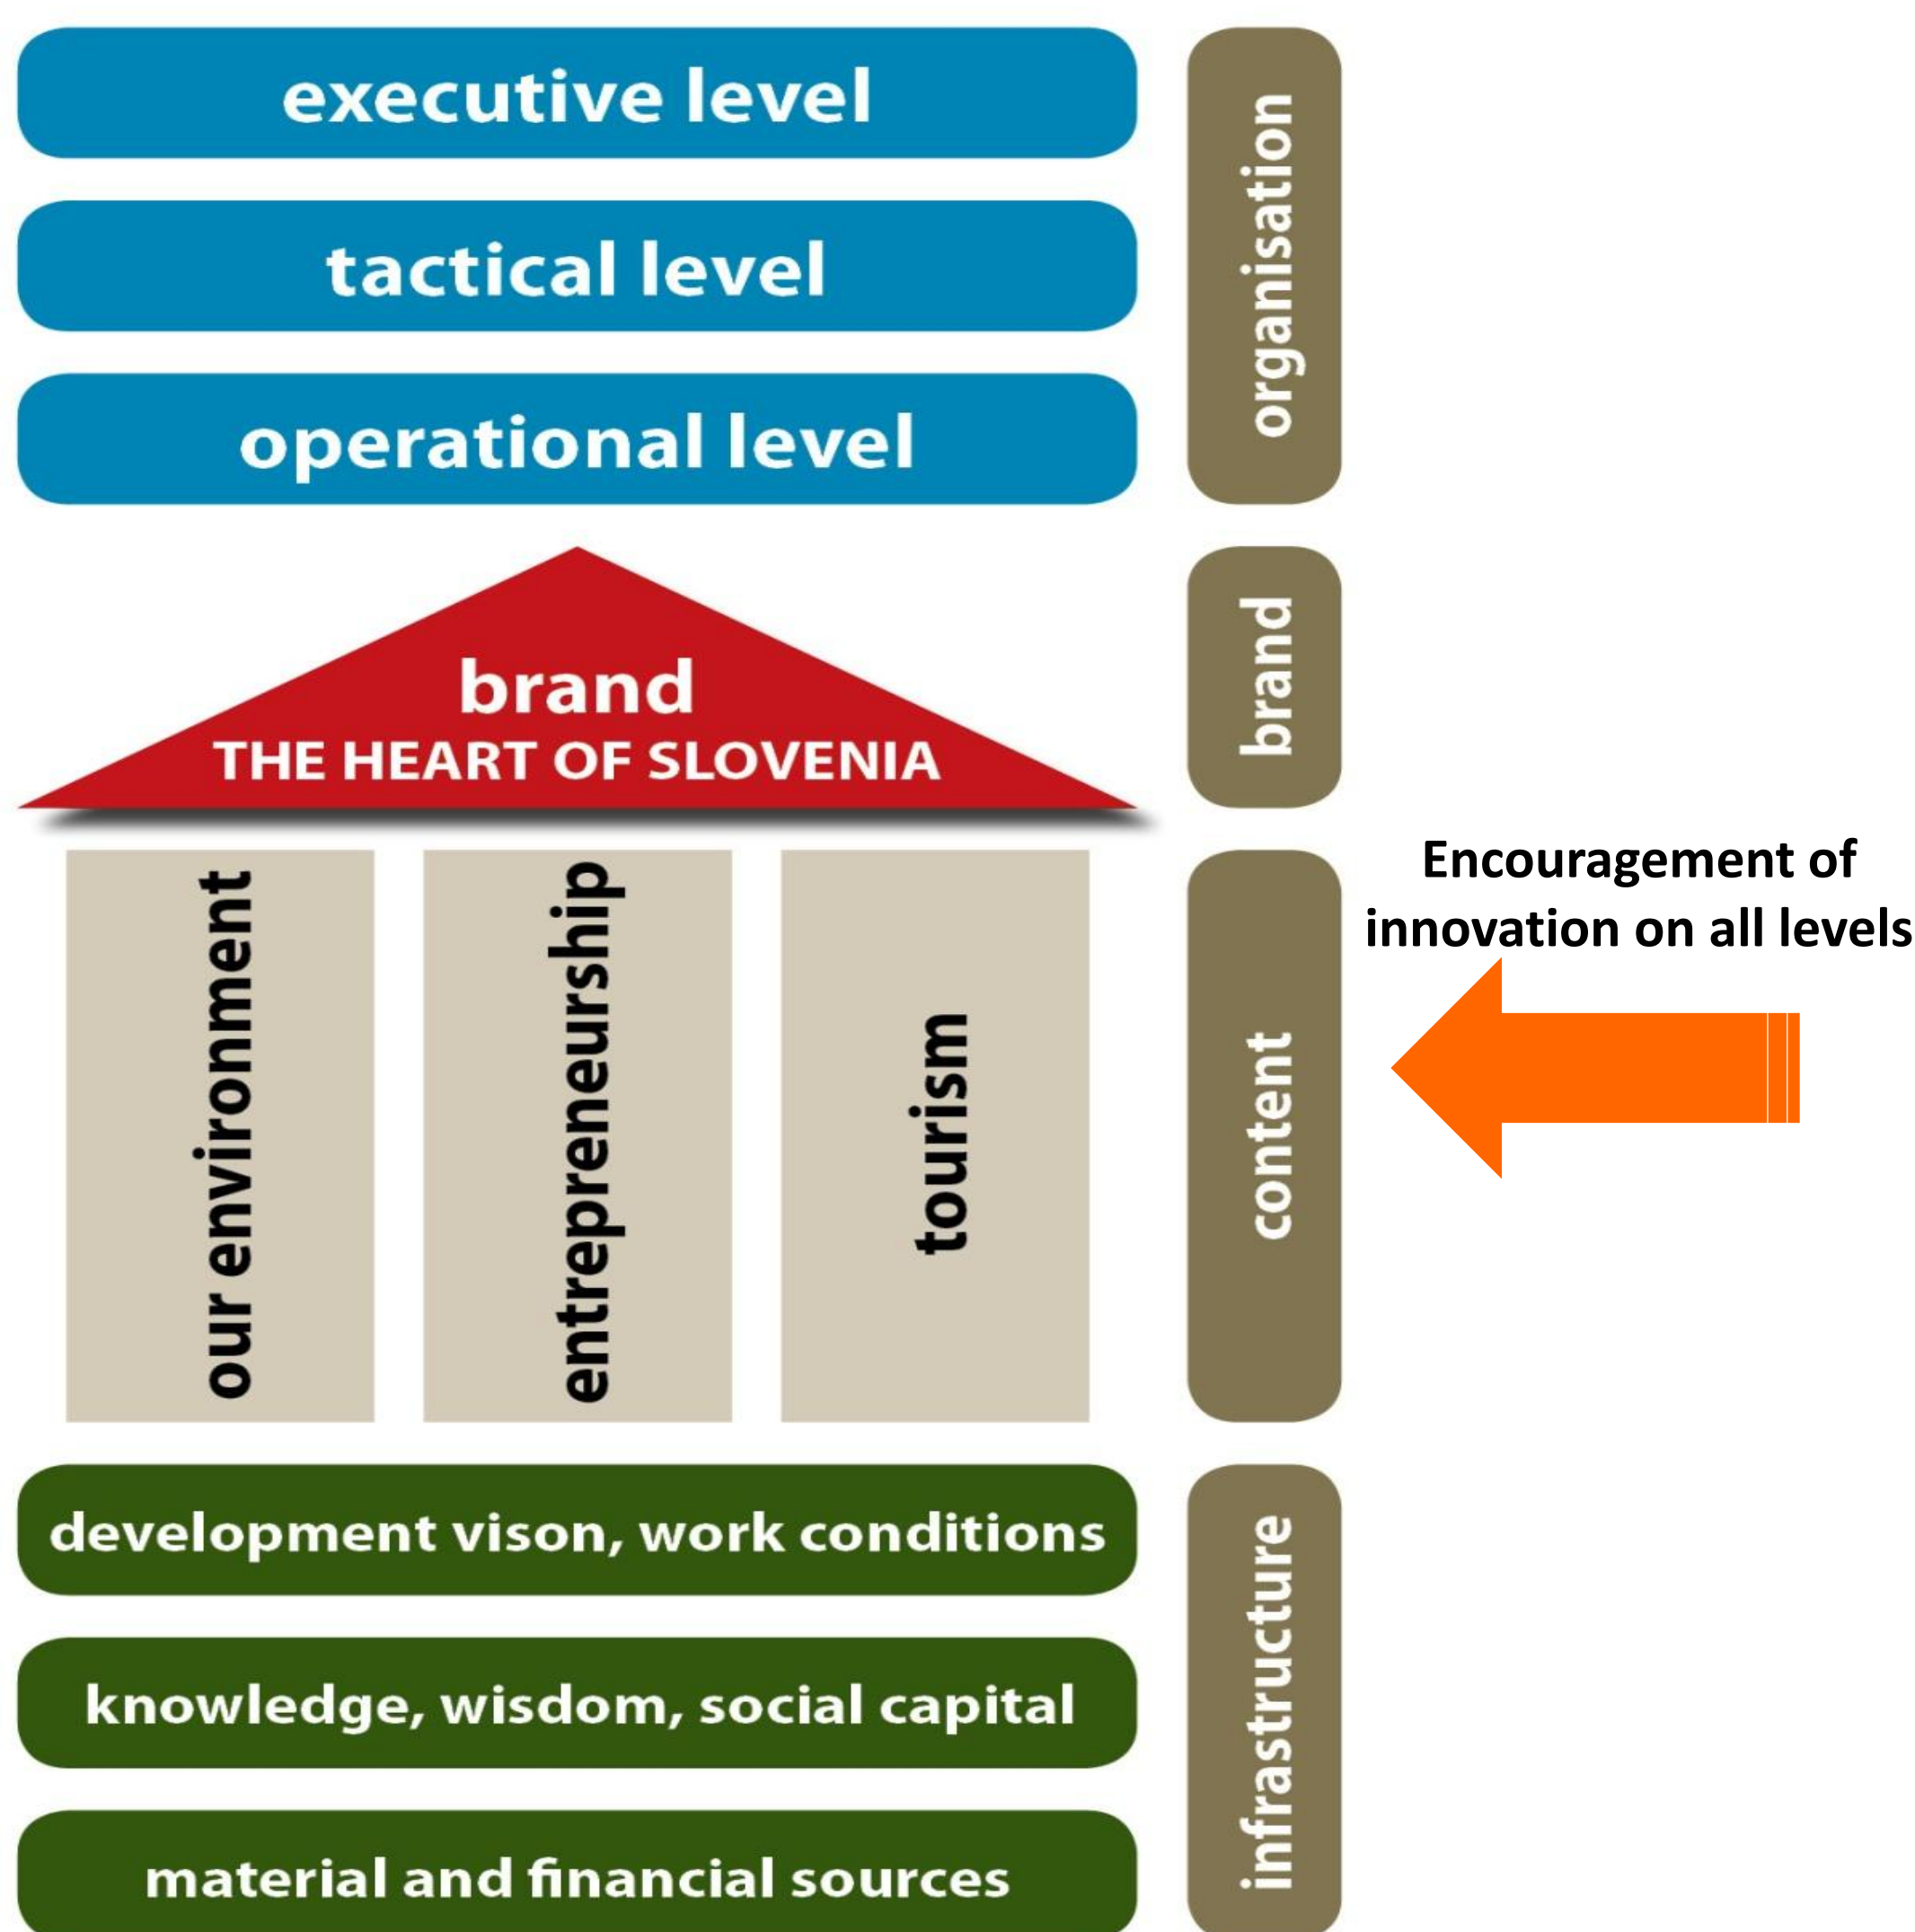 executive level
tactical level
operational level
organisation
brand
THE HEART OF SLOVENIA
brand
our environment
entrepreneurship
tourism
content
Encouragement of
innovation on all levels
development vison, work conditions
knowledge, wisdom, social capital
material and financial sources
infrastructure